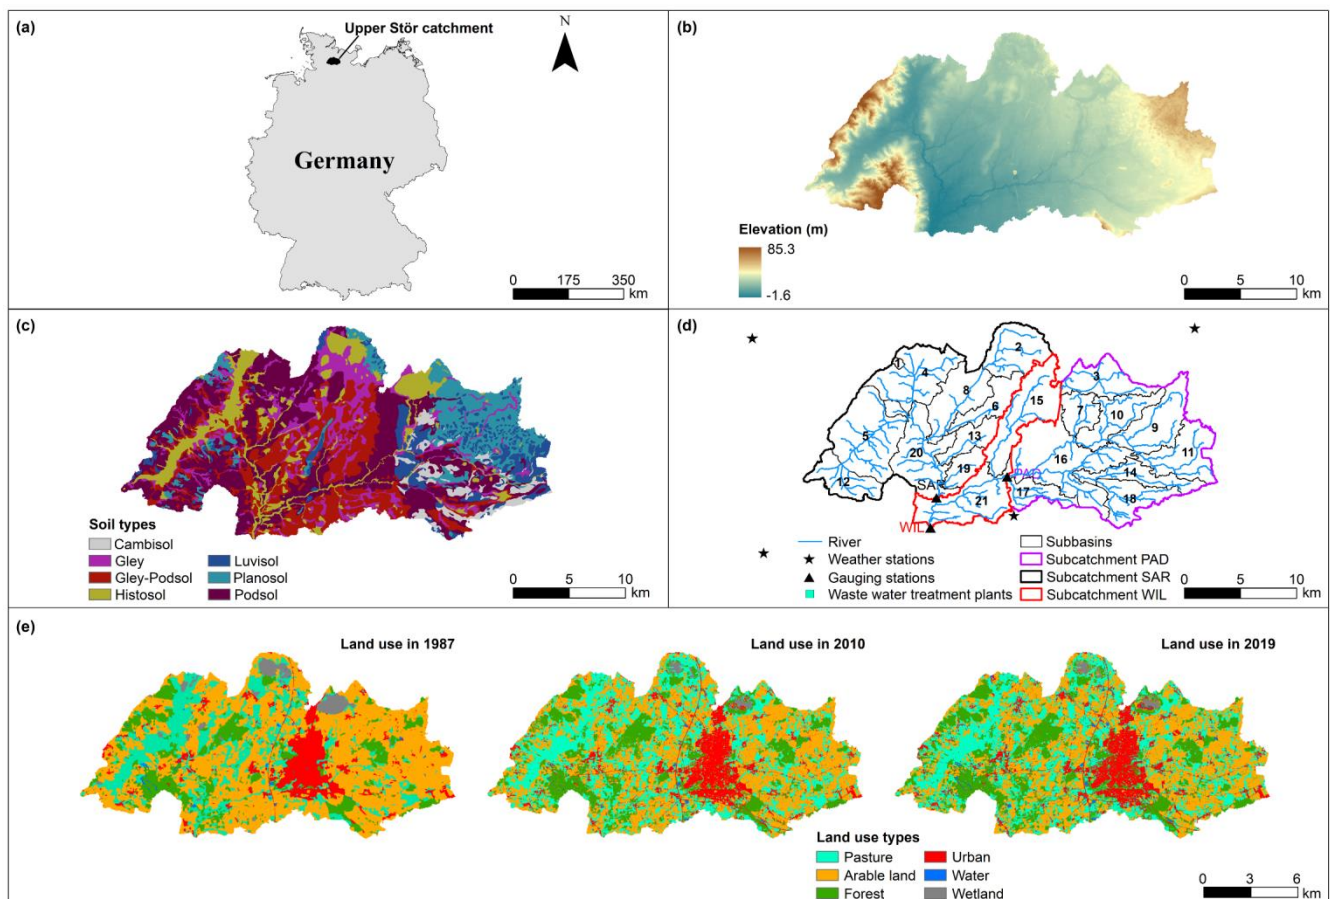 (a)
Upper Stör catchment
N
Germany
0 175 350
km
(b)
Elevation (m)
85.3
-1.6
0 5 10
km
(c)
Soil types
Cambisol
Gley
Gley-Podsol
Histosol
Luvisol
Planosol
Podsol
0 5 10
km
(d)
1
2
3
4
5
6
7
8
9
10
11
12
13
14
15
16
17
18
19
20
21
SAR
PAD
WIL
River
Weather stations
Gauging stations
Waste water treatment plants
Subbasins
Subcatchment PAD
Subcatchment SAR
Subcatchment WIL
0 5 10
km
(e)
Land use in 1987
Land use in 2010
Land use in 2019
Land use types
Pasture
Arable land
Forest
Urban
Water
Wetland
0 3 6
km